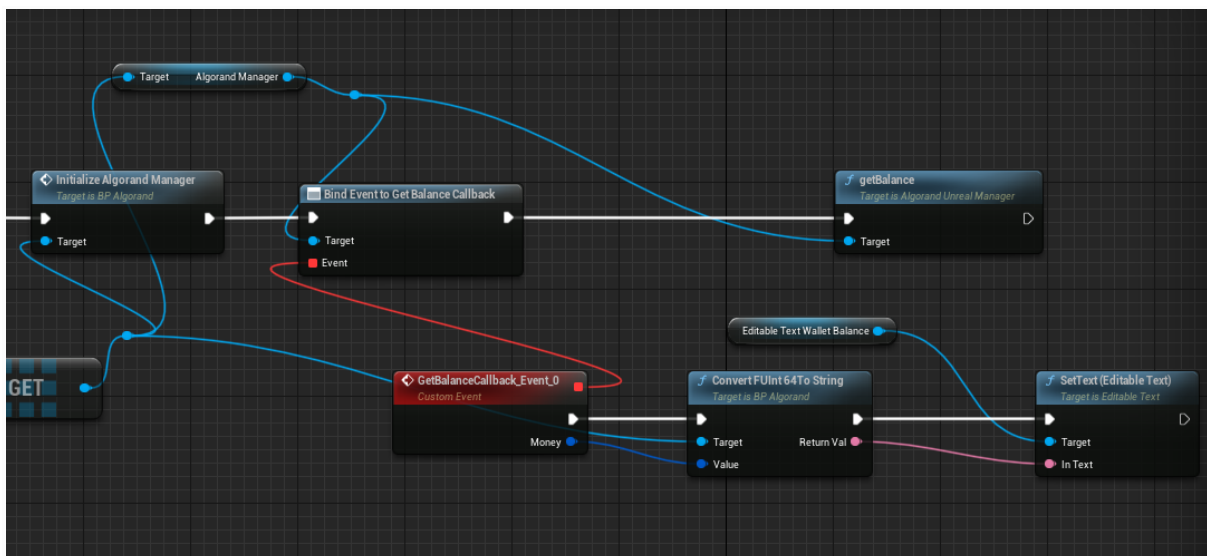 Target Algorand Manager
Initialize Algorand Manager
Target is BP Algorand
Target
Bind Event to Get Balance Callback
Target
Event
getBalance
Target is Algorand Unreal Manager
Target
GET
Editable Text Wallet Balance
GetBalanceCallback_Event_0
Custom Event
Money
Convert FUInt 64To String
Target is BP Algorand
Target Return Val
Value
SetText (Editable Text)
Target is Editable Text
Target
In Text